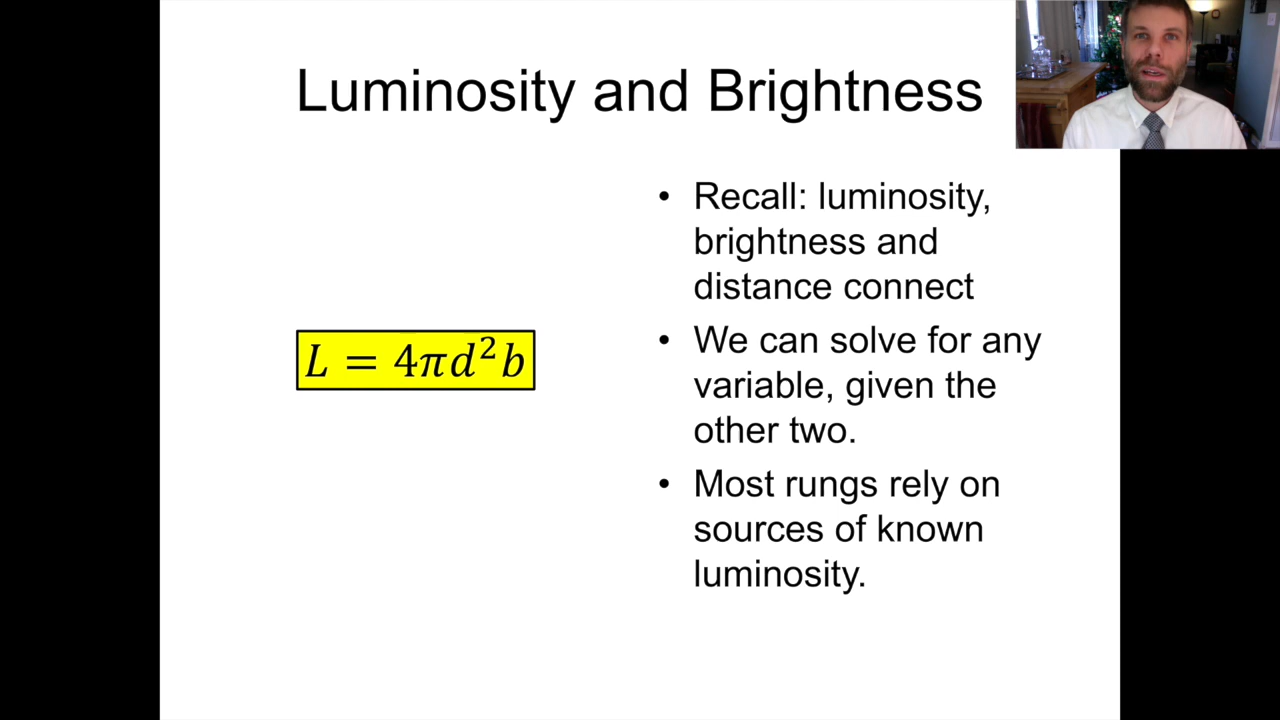 Luminosity and Brightness
• Recall: luminosity,
brightness and
distance connect
• We can solve for any
variable, given the
other two.
• Most rungs rely on
sources of known
luminosity.
L = 4πd²b